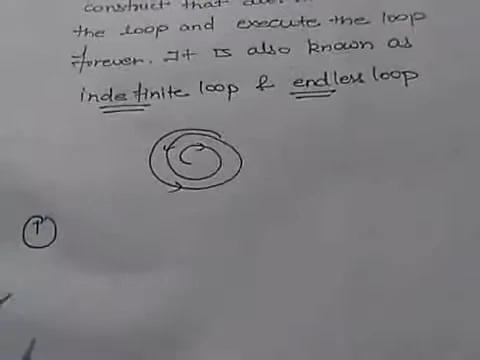 construct that
the loop and execute the loop
forever. It is also known as
indefinite loop & endless loop